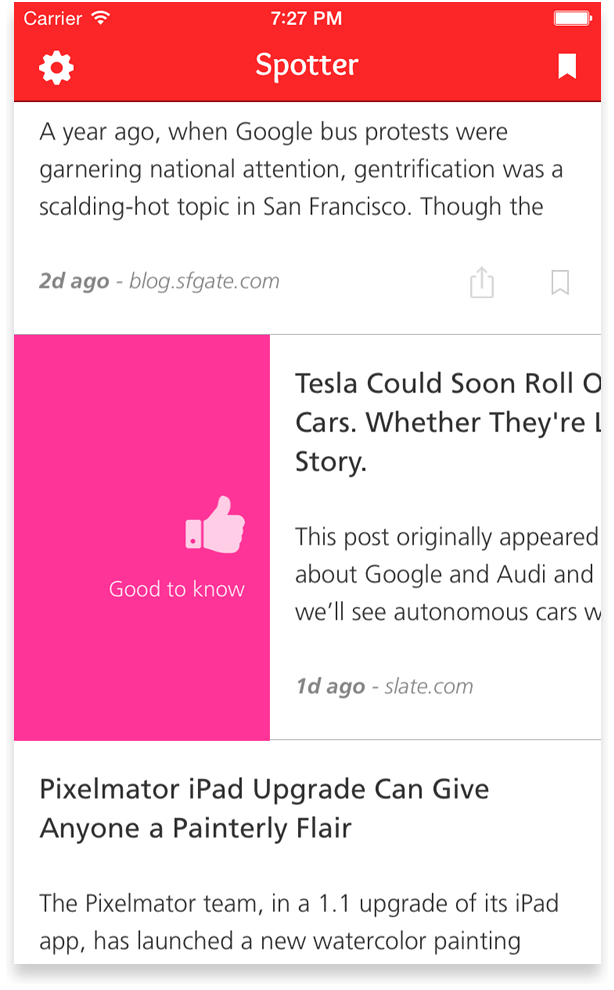 Carrier 7:27 PM
Spotter
A year ago, when Google bus protests were
garnering national attention, gentrification was a
scalding-hot topic in San Francisco. Though the
2d ago - blog.sfgate.com
Good to know
Tesla Could Soon Roll O
Cars. Whether They're L
Story.
This post originally appeared
about Google and Audi and
we’ll see autonomous cars w
1d ago - slate.com
Pixelmator iPad Upgrade Can Give
Anyone a Painterly Flair
The Pixelmator team, in a 1.1 upgrade of its iPad
app, has launched a new watercolor painting